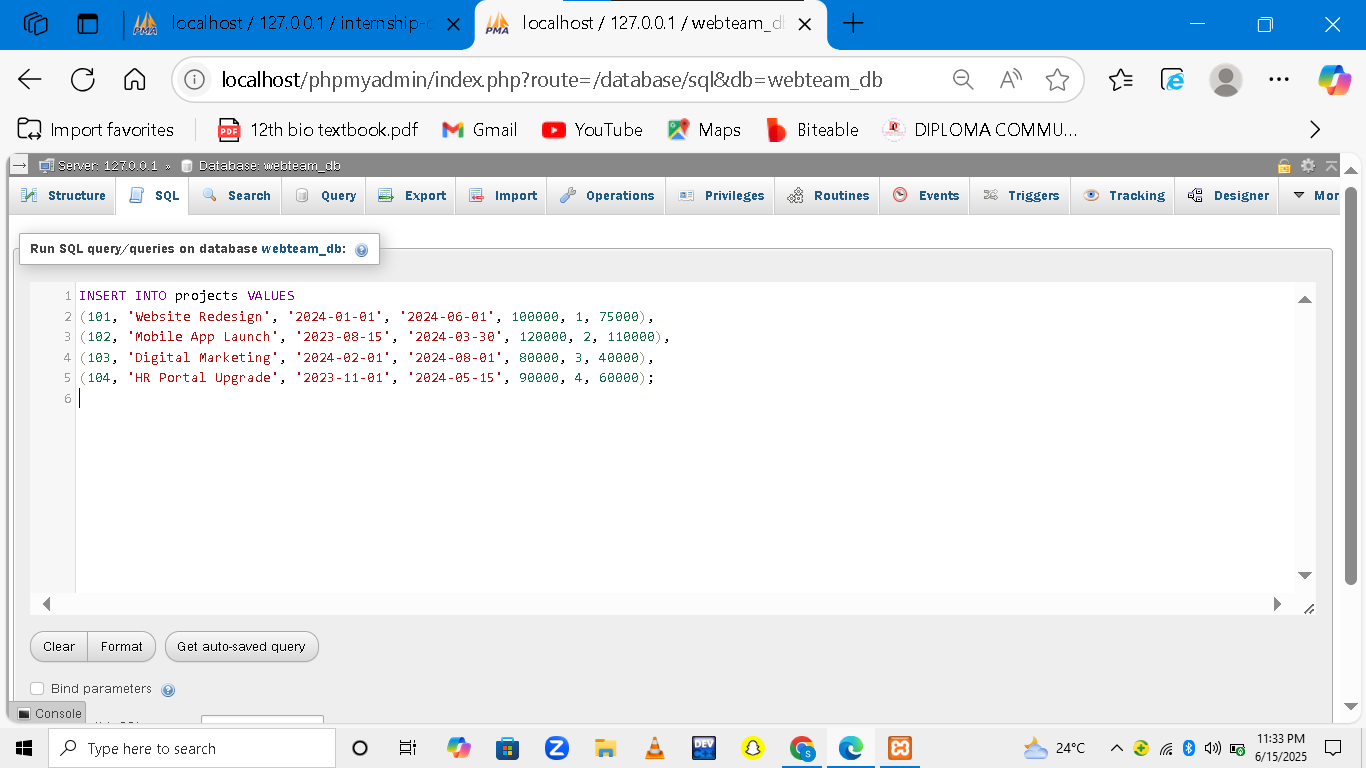 localhost / 127.0.0.1 / internship-
localhost / 127.0.0.1 / webteam_d
localhost/phpmyadmin/index.php?route=/database/sql&db=webteam_db
Import favorites
PDF
12th bio textbook.pdf
Gmail
YouTube
Maps
Biteable
DIPLOMA COMMU...
Server: 127.0.0.1 » Database: webteam_db
Structure SQL Search Query Export Import Operations Privileges Routines Events Triggers Tracking Designer Mor
Run SQL query/queries on database webteam_db:
1 INSERT INTO projects VALUES
2 (101, 'Website Redesign', '2024-01-01', '2024-06-01', 100000, 1, 75000),
3 (102, 'Mobile App Launch', '2023-08-15', '2024-03-30', 120000, 2, 110000),
4 (103, 'Digital Marketing', '2024-02-01', '2024-08-01', 80000, 3, 40000),
5 (104, 'HR Portal Upgrade', '2023-11-01', '2024-05-15', 90000, 4, 60000);
6
Clear Format Get auto-saved query
Bind parameters
Console
Type here to search
DEV
24°C
11:33 PM
6/15/2025